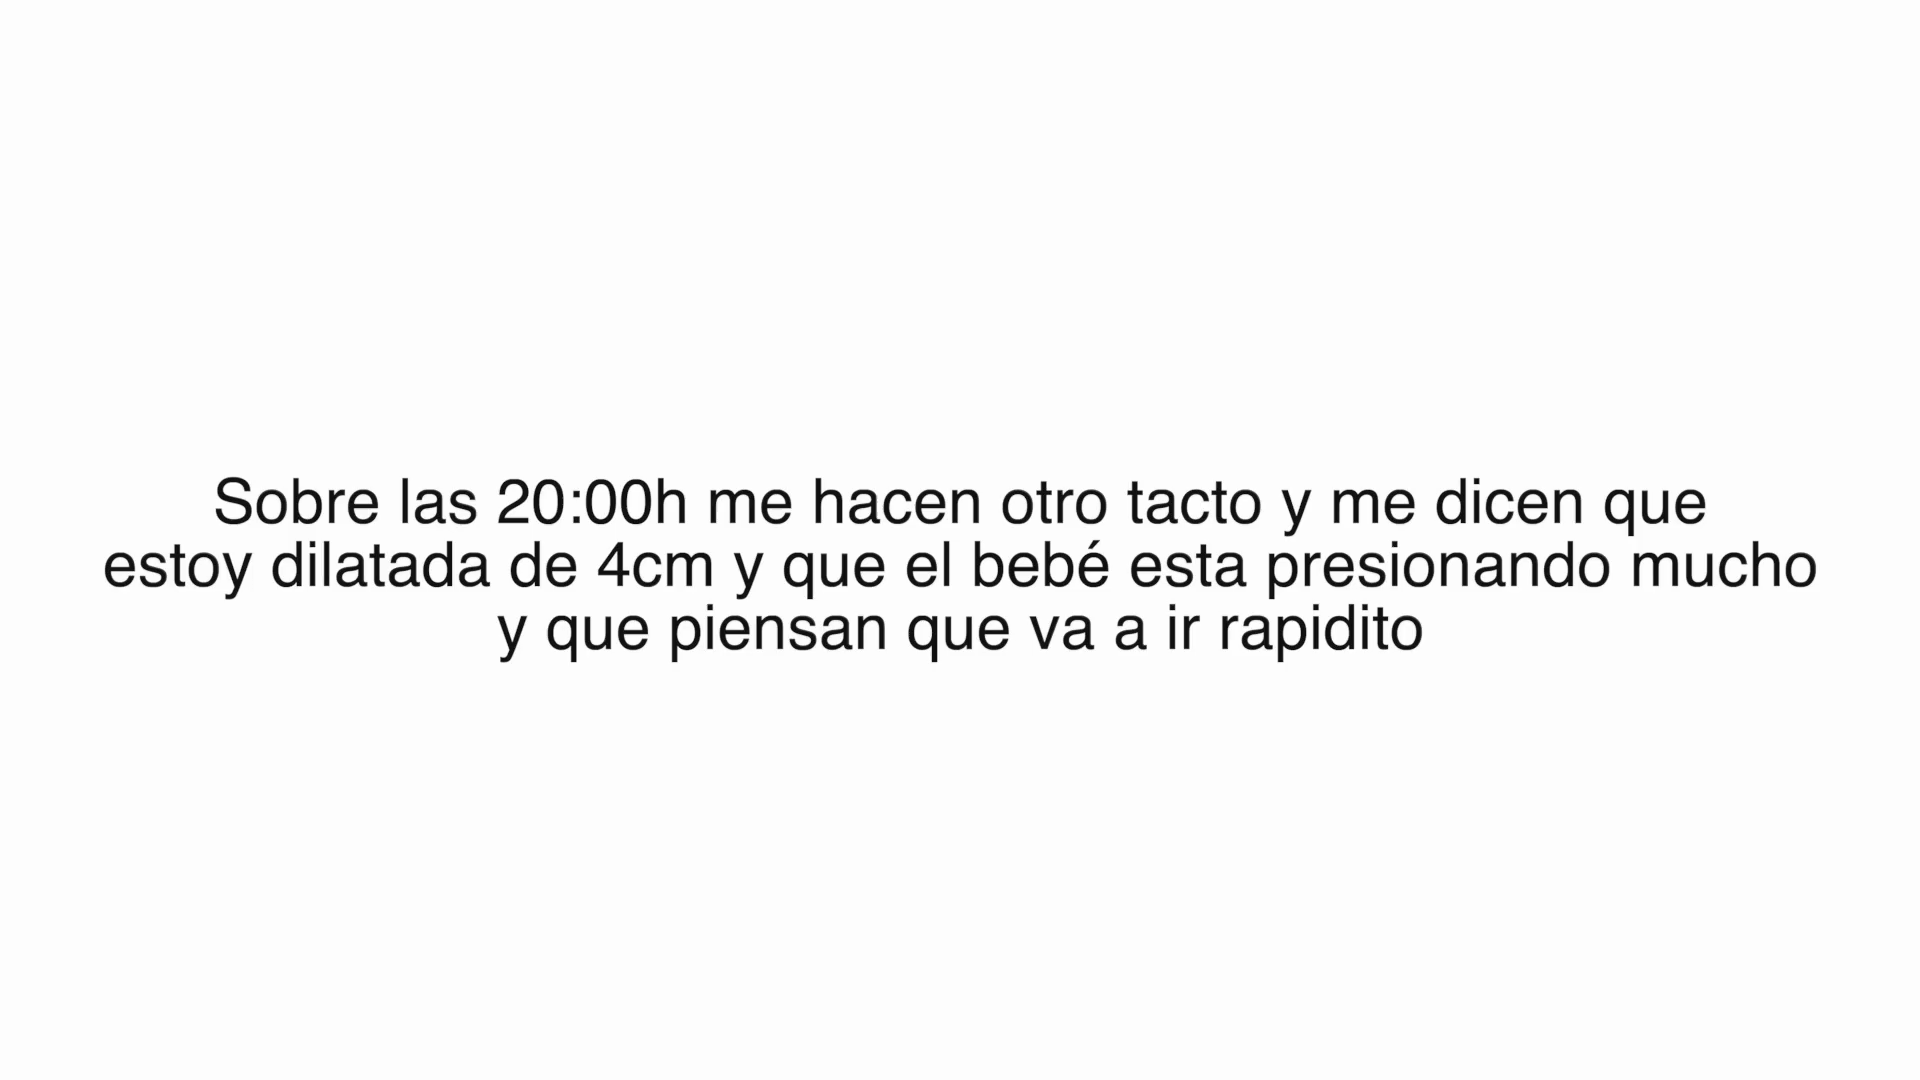 Sobre las 20:00h me hacen otro tacto y me dicen que
estoy dilatada de 4cm y que el bebé esta presionando mucho
y que piensan que va a ir rapidito